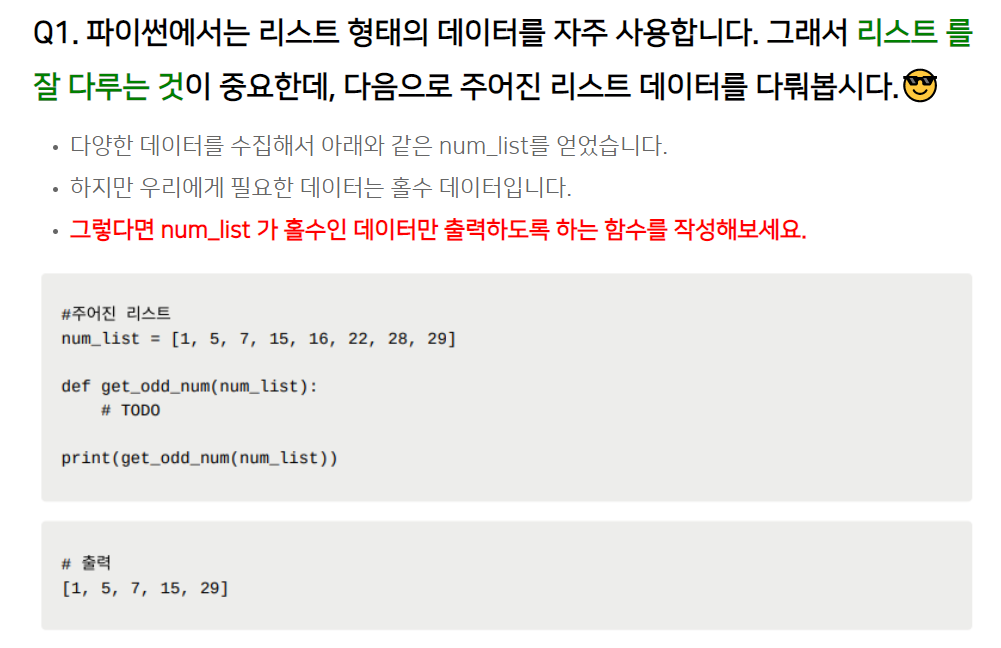 Q1. 파이썬에서는 리스트 형태의 데이터를 자주 사용합니다. 그래서 리스트 를
잘 다루는 것이 중요한데, 다음으로 주어진 리스트 데이터를 다뤄봅시다.😎
• 다양한 데이터를 수집해서 아래와 같은 num_list를 얻었습니다.
• 하지만 우리에게 필요한 데이터는 홀수 데이터입니다.
• 그렇다면 num_list 가 홀수인 데이터만 출력하도록 하는 함수를 작성해보세요.
#주어진 리스트
num_list = [1, 5, 7, 15, 16, 22, 28, 29]
def get_odd_num(num_list):
    # TODO
print(get_odd_num(num_list))
# 출력
[1, 5, 7, 15, 29]